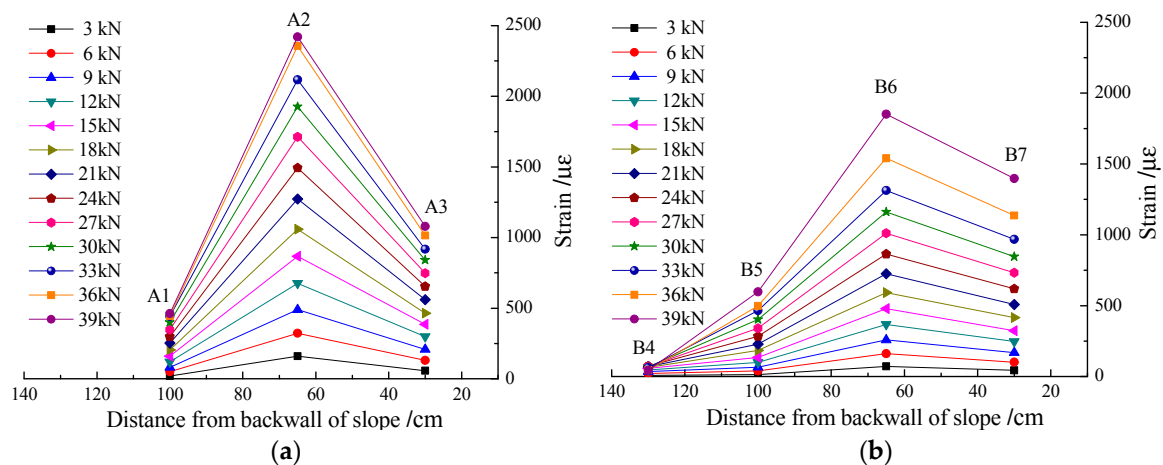 3 kN
6 kN
9 kN
12kN
15kN
18kN
21kN
24kN
27kN
30kN
33kN
36kN
39kN
A1
A2
A3
2500
2000
1500
1000
500
0
Strain /με
140 120 100 80 60 40 20
Distance from backwall of slope /cm
(a)
3 kN
6 kN
9 kN
12kN
15kN
18kN
21kN
24kN
27kN
30kN
33kN
36kN
39kN
B4
B5
B6
B7
2500
2000
1500
1000
500
0
Strain /με
140 120 100 80 60 40 20
Distance from backwall of slope /cm
(b)